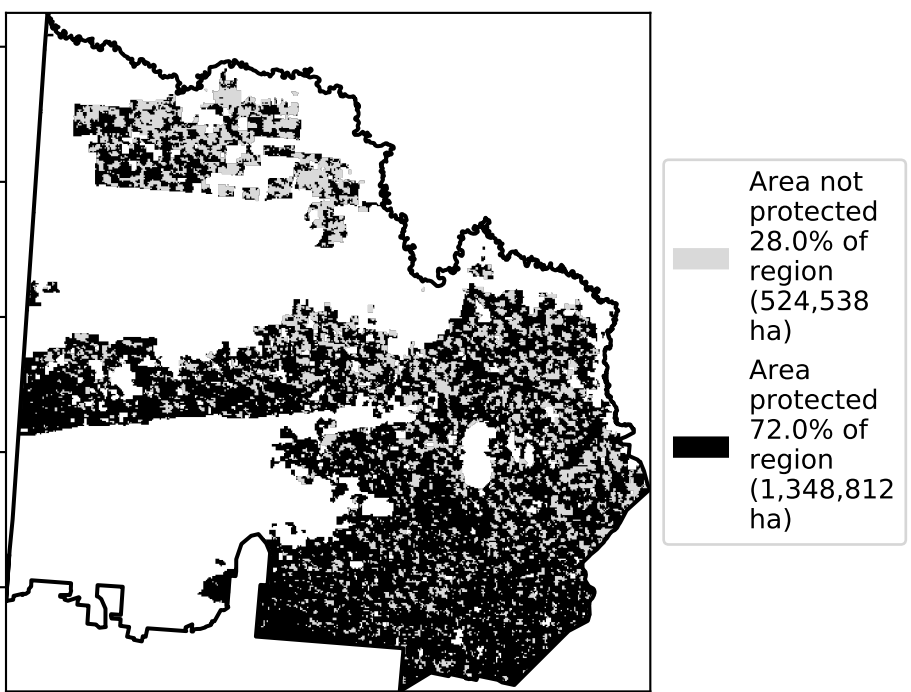 Area not
protected
28.0% of
region
(524,538
ha)
Area
protected
72.0% of
region
(1,348,812
ha)